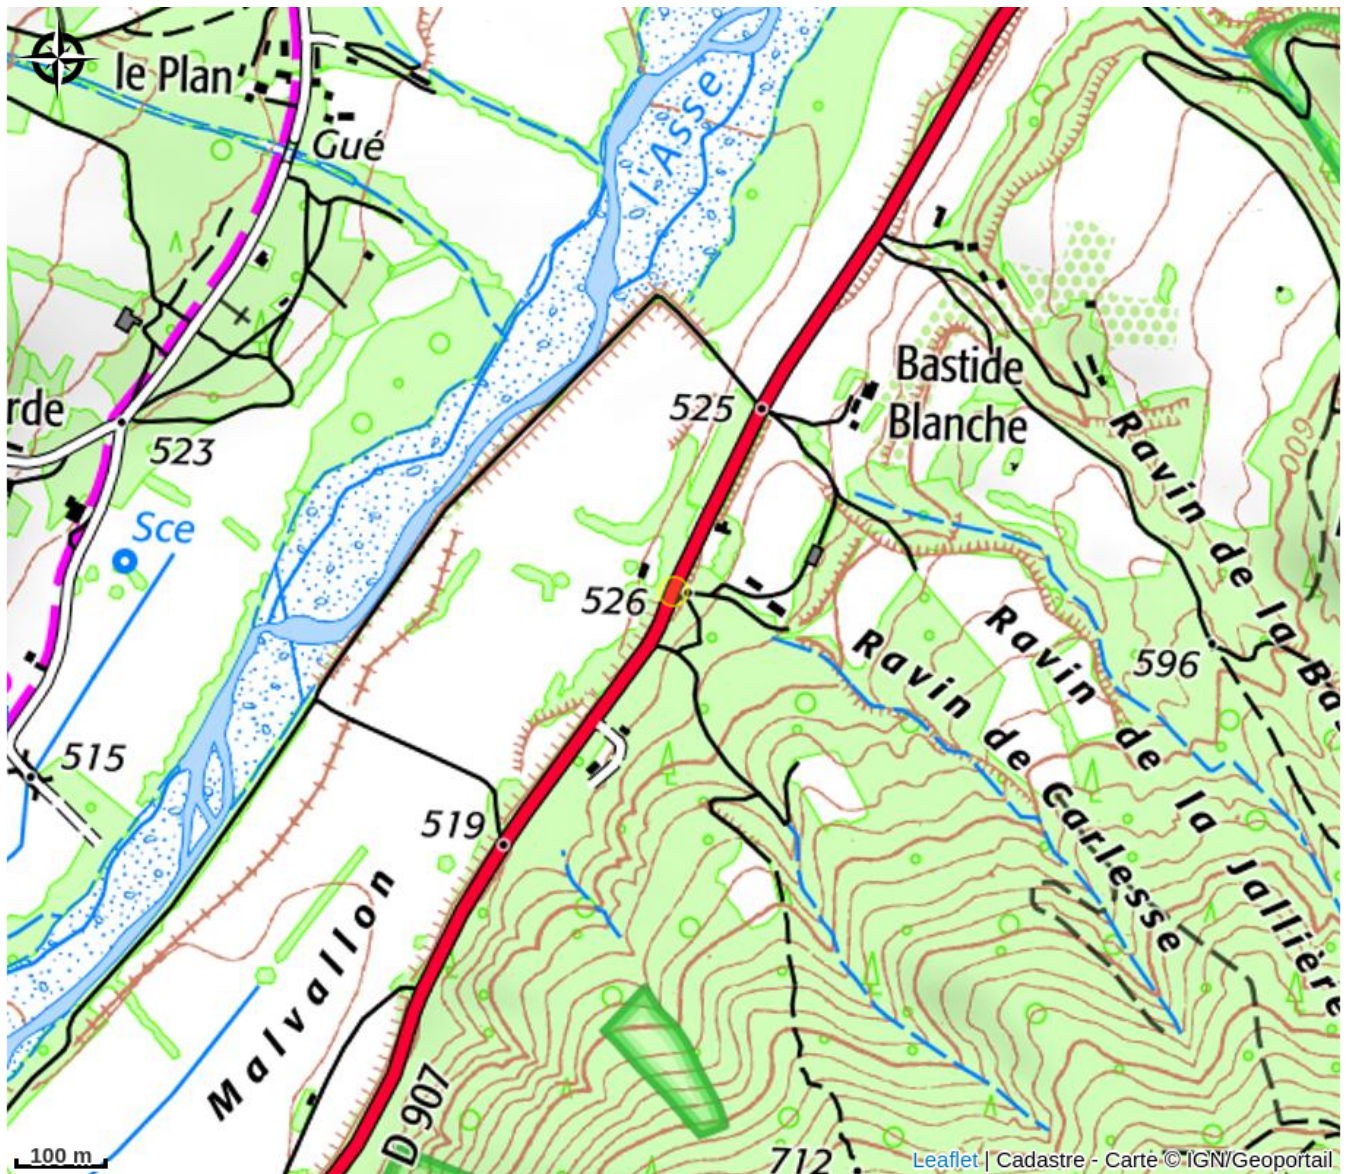 le Plan
Gué
l'Asse
Bastide
Blanche
525
rde
523
Sce
526
600
Ravin de la Ba
596
Ravin de la Jallière
Ravin de Carlesse
515
519
Malvallon
D 907
712
100 m
Leaflet | Cadastre - Carte © IGN/Geoportail